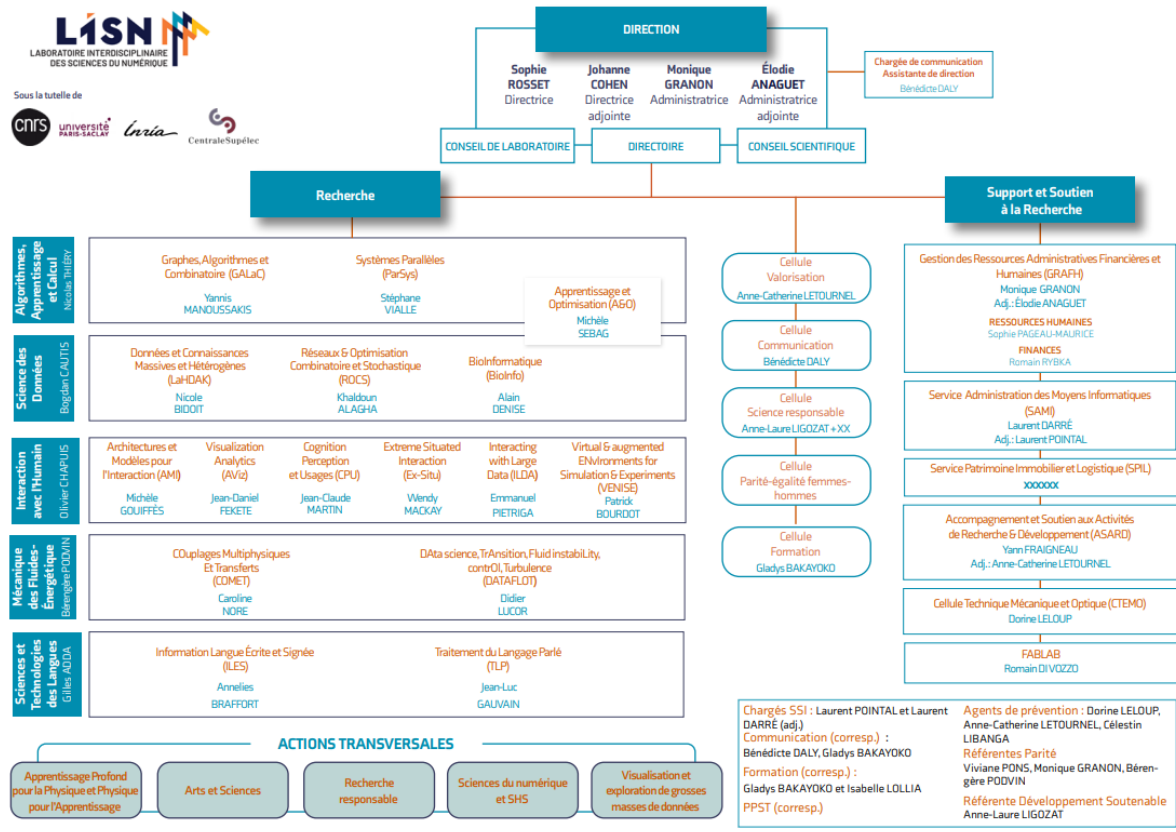 LISN
LABORATOIRE INTERDISCIPLINAIRE
DES SCIENCES DU NUMÉRIQUE
Sous la tutelle de
cnrs
université
PARIS-SACLAY
Inria
CentraleSupélec
DIRECTION
Sophie
ROSSET
Directrice
Johanne
COHEN
Directrice
adjointe
Monique
GRANON
Administratrice
Élodie
ANAGUET
Administratrice
adjointe
Chargée de communication
Assistante de direction
Bénédicte DALY
CONSEIL DE LABORATOIRE
DIRECTOIRE
CONSEIL SCIENTIFIQUE
Recherche
Support et Soutien
à la Recherche
Algorithmes,
Apprentissage
et Calcul
Nicolas THIÉRY
Graphes, Algorithmes et
Combinatoire (GALaC)
Yannis
MANOUSSAKIS
Systèmes Parallèles
(ParSys)
Stéphane
VIALLE
Apprentissage et
Optimisation (A&O)
Michèle
SEBAG
Science des
Données
Bogdan CAUTIS
Données et Connaissances
Massives et Hétérogènes
(LaHDAK)
Nicole
BIDOIT
Réseaux & Optimisation
Combinatoire et Stochastique
(ROCS)
Khaldoun
ALAGHA
BioInformatique
(BioInfo)
Alain
DENISE
Interaction
avec l'Humain
Olivier CHAPUIS
Architectures et
Modèles pour
l'Interaction (AMI)
Michèle
GOUIFFÈS
Visualization
Analytics
(AViz)
Jean-Daniel
FEKETE
Cognition
Perception
et Usages (CPU)
Jean-Claude
MARTIN
Extreme Situated
Interaction
(Ex-Situ)
Wendy
MACKAY
Interacting
with Large
Data (ILDA)
Emmanuel
PIETRIGA
Virtual & augmented
ENvIronments for
Simulation & Experiments
(VENISE)
Patrick
BOURDOT
Mécanique
des Fluides-
Énergétique
Bérengère PODVIN
COuplages Multiphysiques
Et Transferts
(COMET)
Caroline
NORE
DAta science, TrAnsition, Fluid instabiLity,
contrOl, Turbulence
(DATAFLOT)
Didier
LUCOR
Sciences et
Technologies
des Langues
Gilles ADDA
Information Langue Écrite et Signée
(ILES)
Annelies
BRAFFORT
Traitement du Langage Parlé
(TLP)
Jean-Luc
GAUVAIN
Cellule
Valorisation
Anne-Catherine LETOURNEL
Cellule
Communication
Bénédicte DALY
Cellule
Science responsable
Anne-Laure LIGOZAT + XX
Cellule
Parité-égalité femmes-
hommes
Cellule
Formation
Gladys BAKAYOKO
Gestion des Ressources Administratives Financières et
Humaines (GRAFH)
Monique GRANON
Adj.: Élodie ANAGUET
RESSOURCES HUMAINES
Sophie PAGEAU-MAURICE
FINANCES
Romain RYBKA
Service Administration des Moyens Informatiques
(SAMI)
Laurent DARRÉ
Adj.: Laurent POINTAL
Service Patrimoine Immobilier et Logistique (SPIL)
XXXXXX
Accompagnement et Soutien aux Activités
de Recherche & Développement (ASARD)
Yann FRAIGNEAU
Adj.: Anne-Catherine LETOURNEL
Cellule Technique Mécanique et Optique (CTEMO)
Dorine LELOUP
FABLAB
Romain DI VOZZO
ACTIONS TRANSVERSALES
Apprentissage Profond
pour la Physique et Physique
pour l'Apprentissage
Arts et Sciences
Recherche
responsable
Sciences du numérique
et SHS
Visualisation et
exploration de grosses
masses de données
Chargés SSI : Laurent POINTAL et Laurent
DARRÉ (adj.)
Communication (corresp.) :
Bénédicte DALY, Gladys BAKAYOKO
Formation (corresp.) :
Gladys BAKAYOKO et Isabelle LOLLIA
PPST (corresp.)
Agents de prévention : Dorine LELOUP,
Anne-Catherine LETOURNEL, Célestin
LIBANGA
Référentes Parité
Viviane PONS, Monique GRANON, Béren-
gère PODVIN
Référente Développement Soutenable
Anne-Laure LIGOZAT